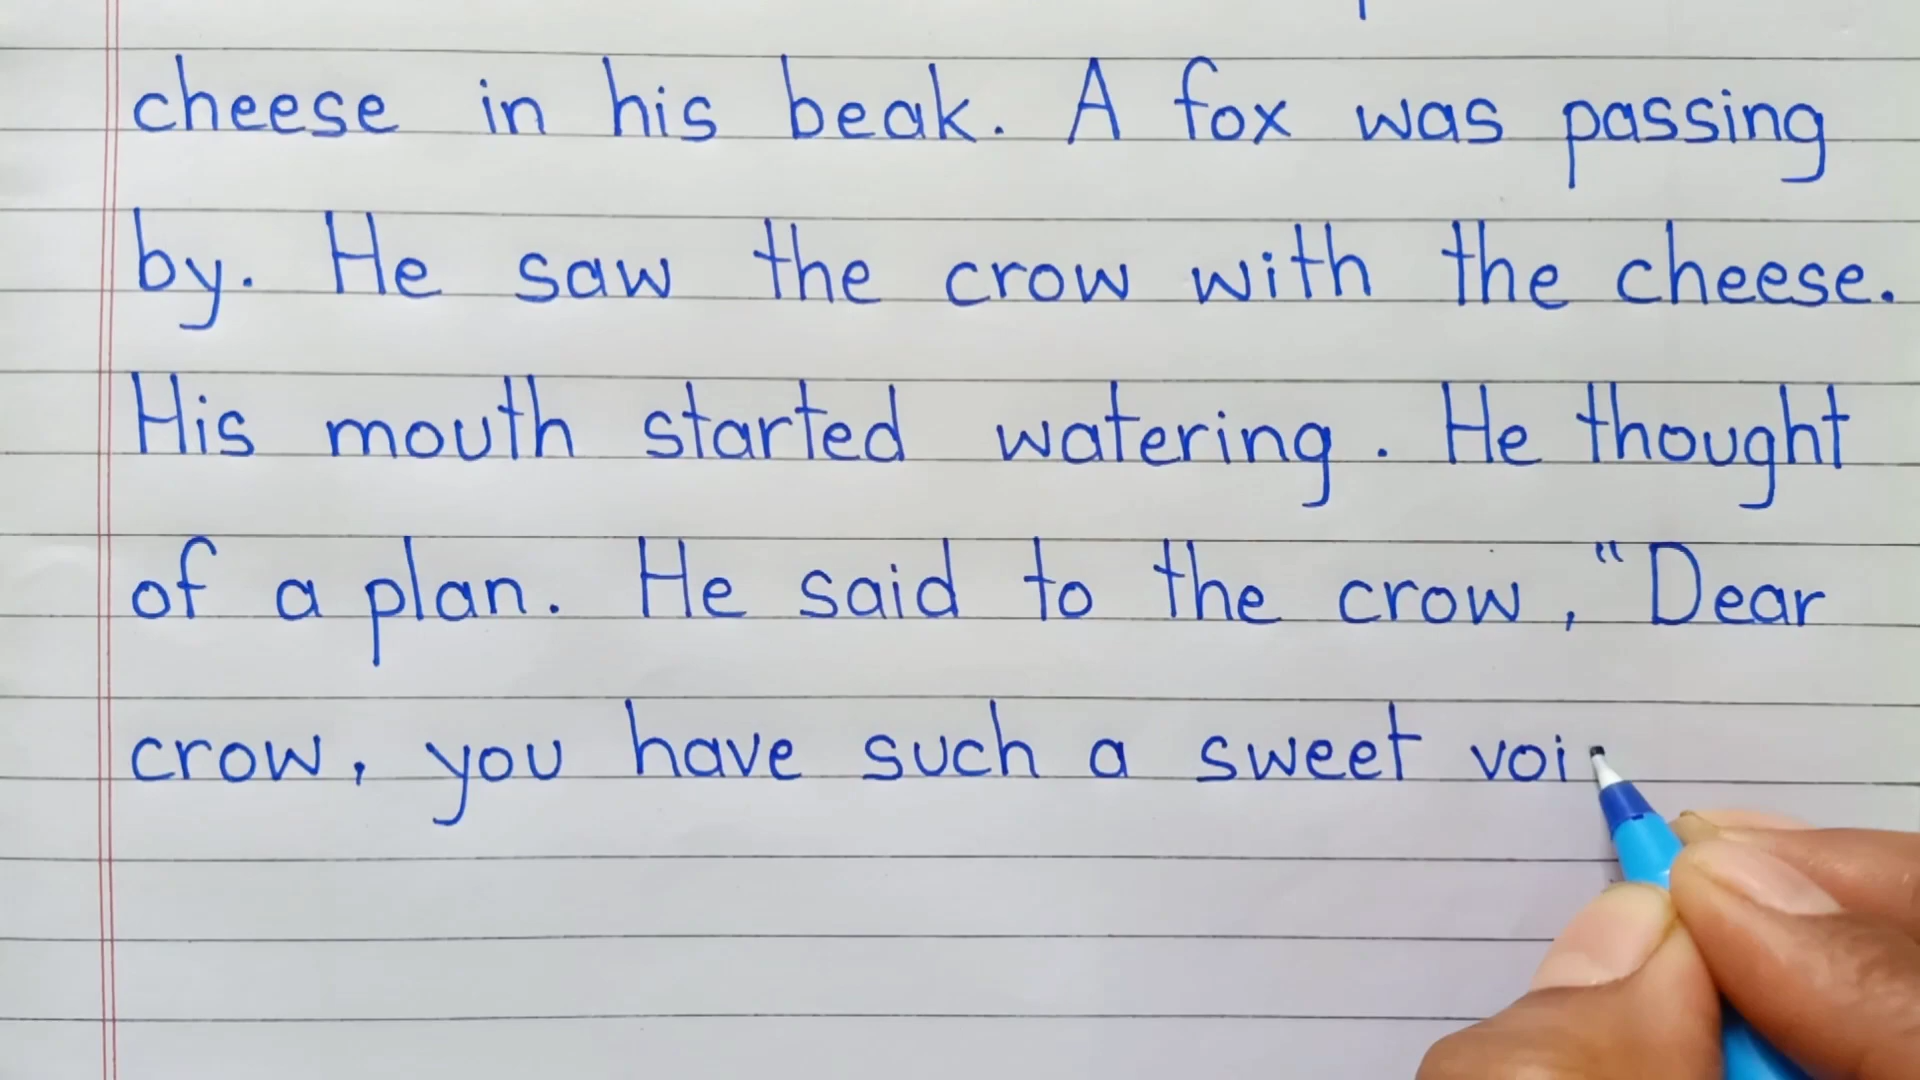 cheese in his beak. A fox was passing
by. He saw the crow with the cheese.
His mouth started watering. He thought
of a plan. He said to the crow, "Dear
crow, you have such a sweet voi